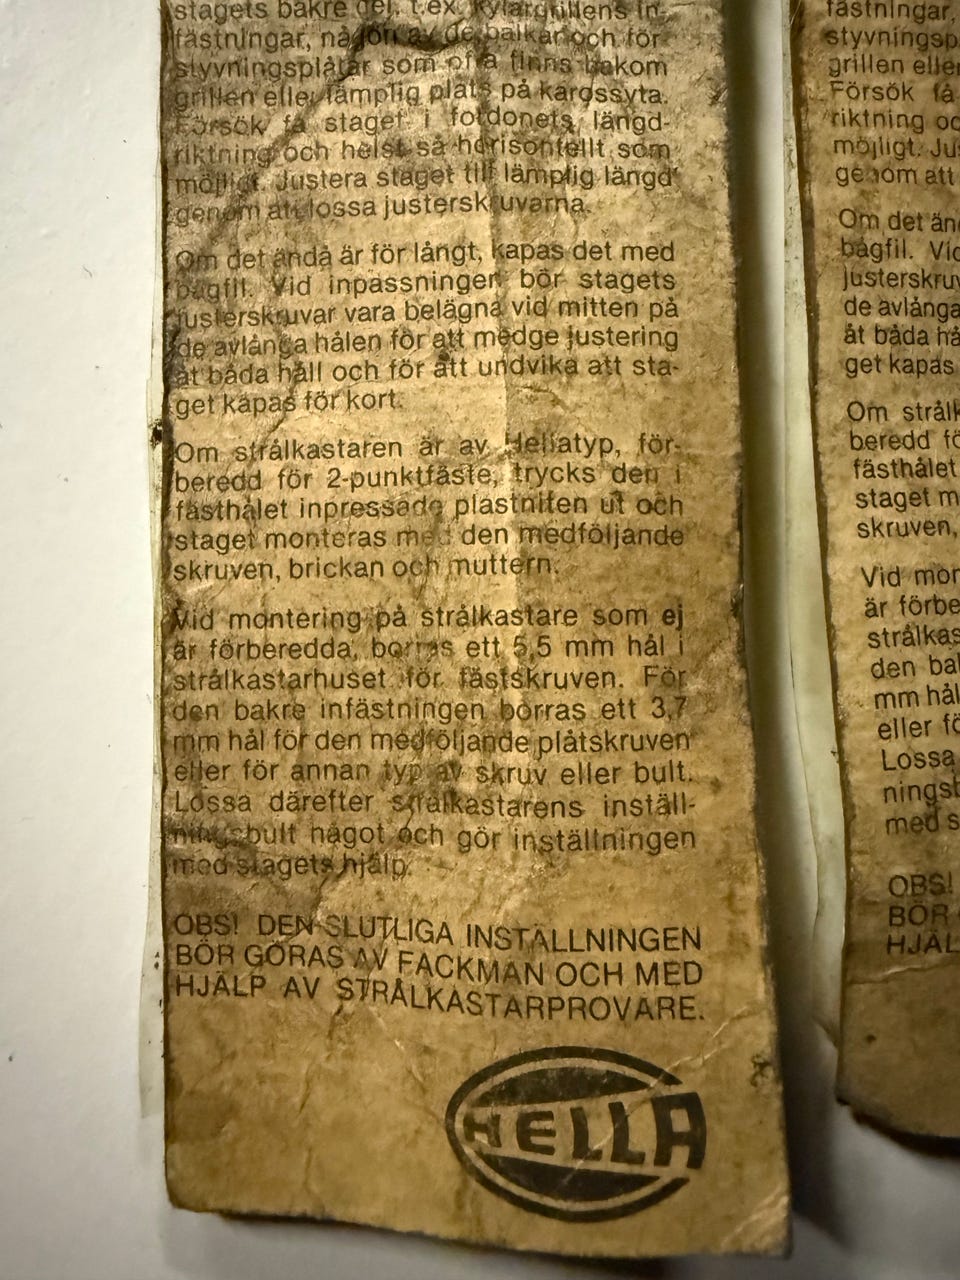 stagets bakre del, t.ex. kylargrillens in-
fästningar, någon av de balkar och för-
styvningsplåtar som ofta finns bakom
grillen eller lämplig plats på karossyta.
Försök få staget i fordonets längd-
riktning och helst så horisontellt som
möjligt. Justera staget till lämplig längd
genom att lossa justerskruvarna.
Om det ändå är för långt, kapas det med
bågfil. Vid inpassningen bör stagets
justerskruvar vara belägna vid mitten på
de avlånga hålen för att medge justering
åt båda håll och för att undvika att sta-
get kapas för kort.
Om strålkastaren är av Hellatyp, för-
beredd för 2-punktfäste, trycks den i
fästhålet inpressade plastniten ut och
staget monteras med den medföljande
skruven, brickan och muttern.
Vid montering på strålkastare som ej
är förberedda, borras ett 5,5 mm hål i
strålkastarhuset för fästskruven. För
den bakre infästningen borras ett 3,7
mm hål för den medföljande plåtskruven
eller för annan typ av skruv eller bult.
Lossa därefter strålkastarens inställ-
ningsbult något och gör inställningen
med stagets hjälp.
OBS! DEN SLUTLIGA INSTÄLLNINGEN
BÖR GÖRAS AV FACKMAN OCH MED
HJÄLP AV STRÅLKASTARPROVARE.
HELLA
fästningar,
styvningspl
grillen elle
Försök få
riktning oc
möjligt. Ju
genom att
Om det än
bågfil. Vi
justerskruv
de avlånga
åt båda hå
get kapas
Om strålk
beredd fö
fästhålet
staget m
skruven,
Vid mon
är förbe
strålkas
den bak
mm hål
eller fö
Lossa
ningsb
med s
OBS!
BÖR
HJÄL